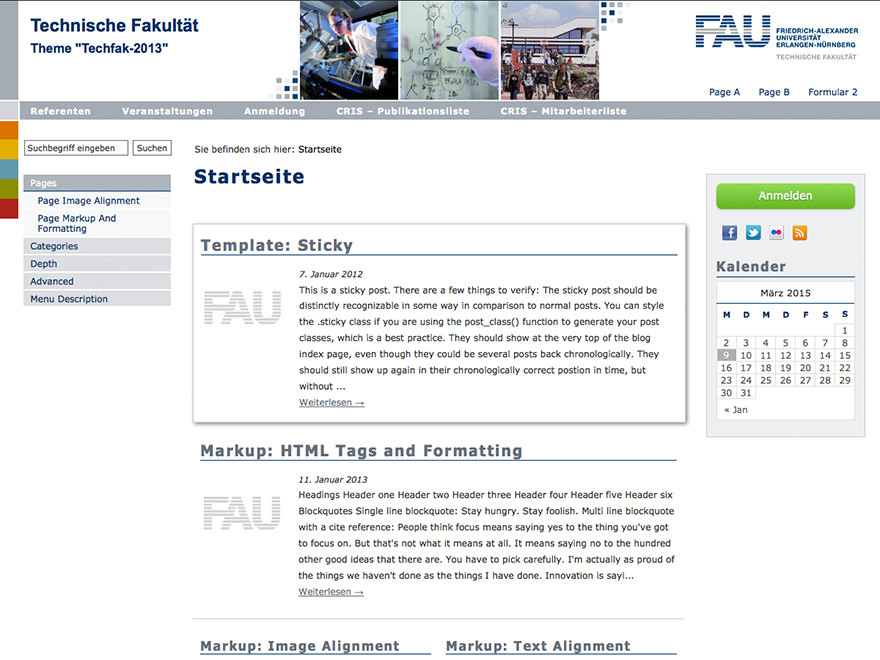 Technische Fakultät
Theme "Techfak-2013"
FAU
FRIEDRICH-ALEXANDER
UNIVERSITÄT
ERLANGEN-NÜRNBERG
TECHNISCHE FAKULTÄT
Page A Page B Formular 2
Referenten Veranstaltungen Anmeldung CRIS – Publikationsliste CRIS – Mitarbeiterliste
Suchbegriff eingeben Suchen
Sie befinden sich hier: Startseite
Startseite
Pages
Page Image Alignment
Page Markup And
Formatting
Categories
Depth
Advanced
Menu Description
Template: Sticky
FAU
7. Januar 2012
This is a sticky post. There are a few things to verify: The sticky post should be
distinctly recognizable in some way in comparison to normal posts. You can style
the .sticky class if you are using the post_class() function to generate your post
classes, which is a best practice. They should show at the very top of the blog
index page, even though they could be several posts back chronologically. They
should still show up again in their chronologically correct postion in time, but
without ...
Weiterlesen →
Markup: HTML Tags and Formatting
FAU
11. Januar 2013
Headings Header one Header two Header three Header four Header five Header six
Blockquotes Single line blockquote: Stay hungry. Stay foolish. Multi line blockquote
with a cite reference: People think focus means saying yes to the thing you've got
to focus on. But that's not what it means at all. It means saying no to the hundred
other good ideas that there are. You have to pick carefully. I'm actually as proud of
the things we haven't done as the things I have done. Innovation is sayi...
Weiterlesen →
Markup: Image Alignment
Markup: Text Alignment
Anmelden
Kalender
März 2015
M D M D F S S
1
2 3 4 5 6 7 8
9 10 11 12 13 14 15
16 17 18 19 20 21 22
23 24 25 26 27 28 29
30 31
« Jan